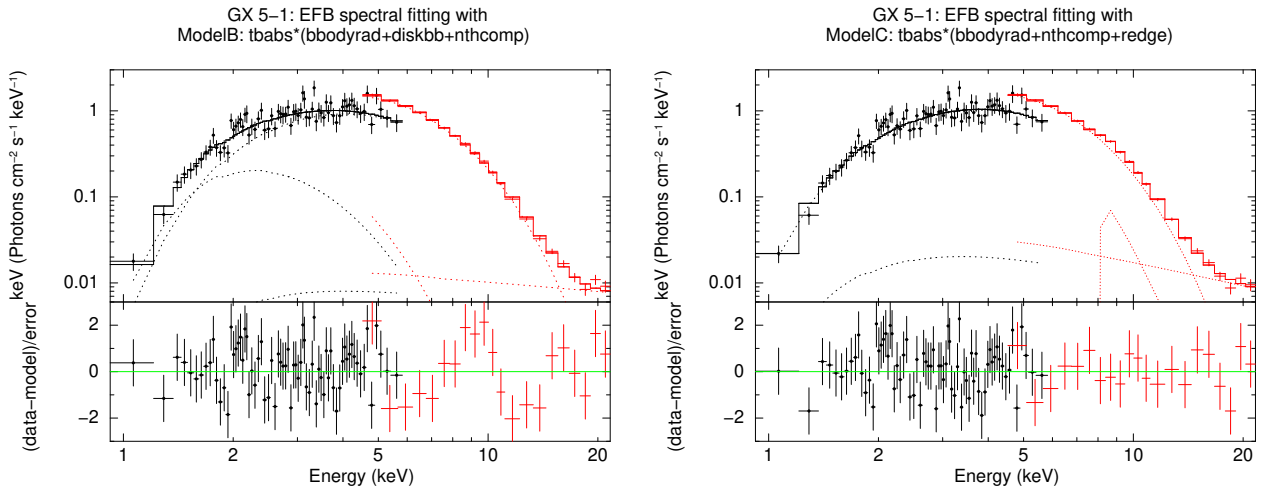 GX 5−1: EFB spectral fitting with
ModelB: tbabs*(bbodyrad+diskbb+nthcomp)
keV (Photons cm⁻² s⁻¹ keV⁻¹)
1
0.1
0.01
(data−model)/error
2
0
−2
1
2
5
10
20
Energy (keV)
GX 5−1: EFB spectral fitting with
ModelC: tbabs*(bbodyrad+nthcomp+redge)
keV (Photons cm⁻² s⁻¹ keV⁻¹)
1
0.1
0.01
(data−model)/error
2
0
−2
1
2
5
10
20
Energy (keV)